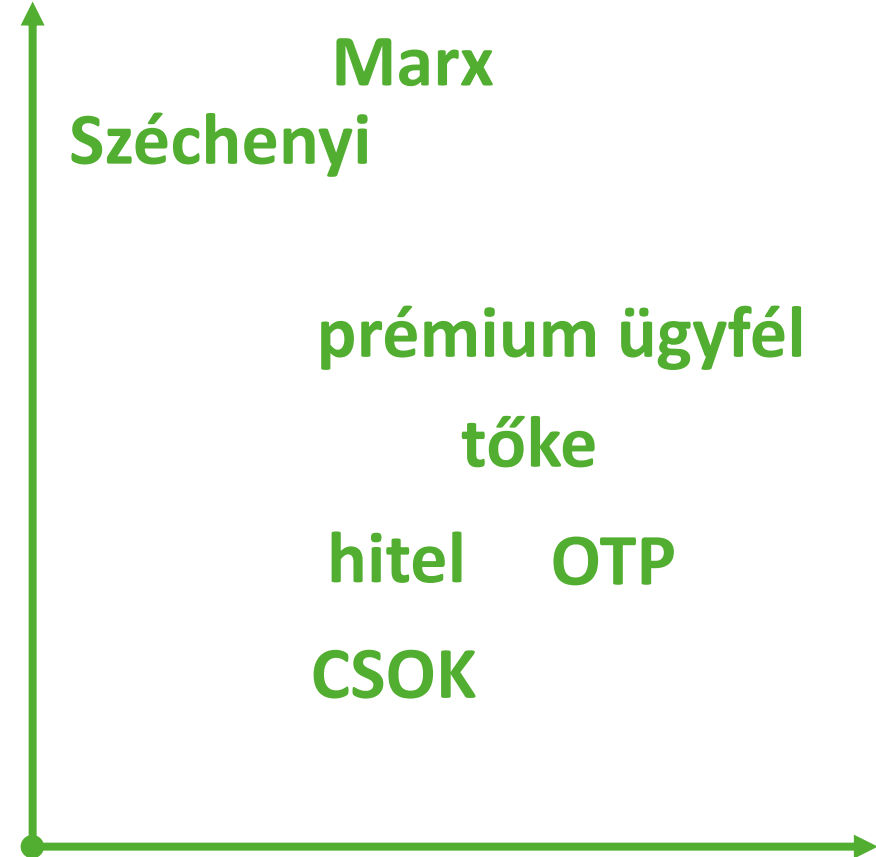 Marx
Széchenyi
prémium ügyfél
tőke
hitel OTP
CSOK